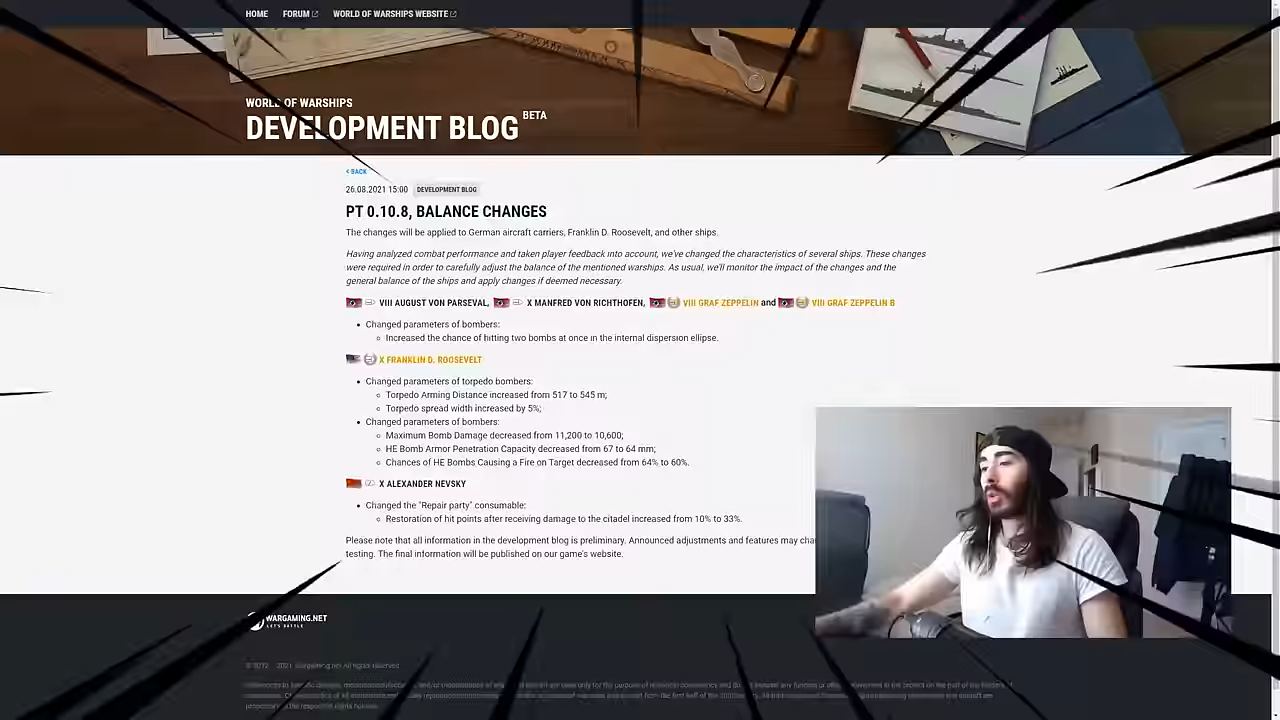 HOME FORUM WORLD OF WARSHIPS WEBSITE
WORLD OF WARSHIPS
DEVELOPMENT BLOG BETA
< BACK
26.08.2021 15:00 DEVELOPMENT BLOG
PT 0.10.8, BALANCE CHANGES
The changes will be applied to German aircraft carriers, Franklin D. Roosevelt, and other ships.
Having analyzed combat performance and taken player feedback into account, we've changed the characteristics of several ships. These changes
were required in order to carefully adjust the balance of the mentioned warships. As usual, we'll monitor the impact of the changes and the
general balance of the ships and apply changes if deemed necessary.
VIII AUGUST VON PARSEVAL, X MANFRED VON RICHTHOFEN, VIII GRAF ZEPPELIN and VIII GRAF ZEPPELIN B
• Changed parameters of bombers:
Increased the chance of hitting two bombs at once in the internal dispersion ellipse.
X FRANKLIN D. ROOSEVELT
• Changed parameters of torpedo bombers:
Torpedo Arming Distance increased from 517 to 545 m;
Torpedo spread width increased by 5%;
• Changed parameters of bombers:
Maximum Bomb Damage decreased from 11,200 to 10,600;
HE Bomb Armor Penetration Capacity decreased from 67 to 64 mm;
Chances of HE Bombs Causing a Fire on Target decreased from 64% to 60%.
X ALEXANDER NEVSKY
• Changed the "Repair party" consumable:
Restoration of hit points after receiving damage to the citadel increased from 10% to 33%.
Please note that all information in the development blog is preliminary. Announced adjustments and features may cha
testing. The final information will be published on our game's website.
WARGAMING.NET
LET'S BATTLE
2021 Wargaming.net All rights reserved